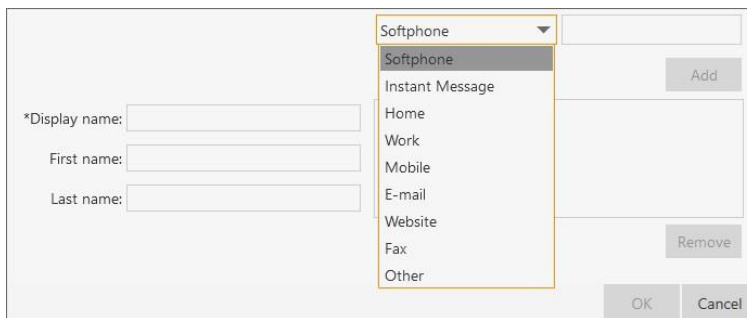 Softphone
Softphone
Instant Message
Home
Work
Mobile
E-mail
Website
Fax
Other
Add
*Display name:
First name:
Last name:
Remove
OK
Cancel